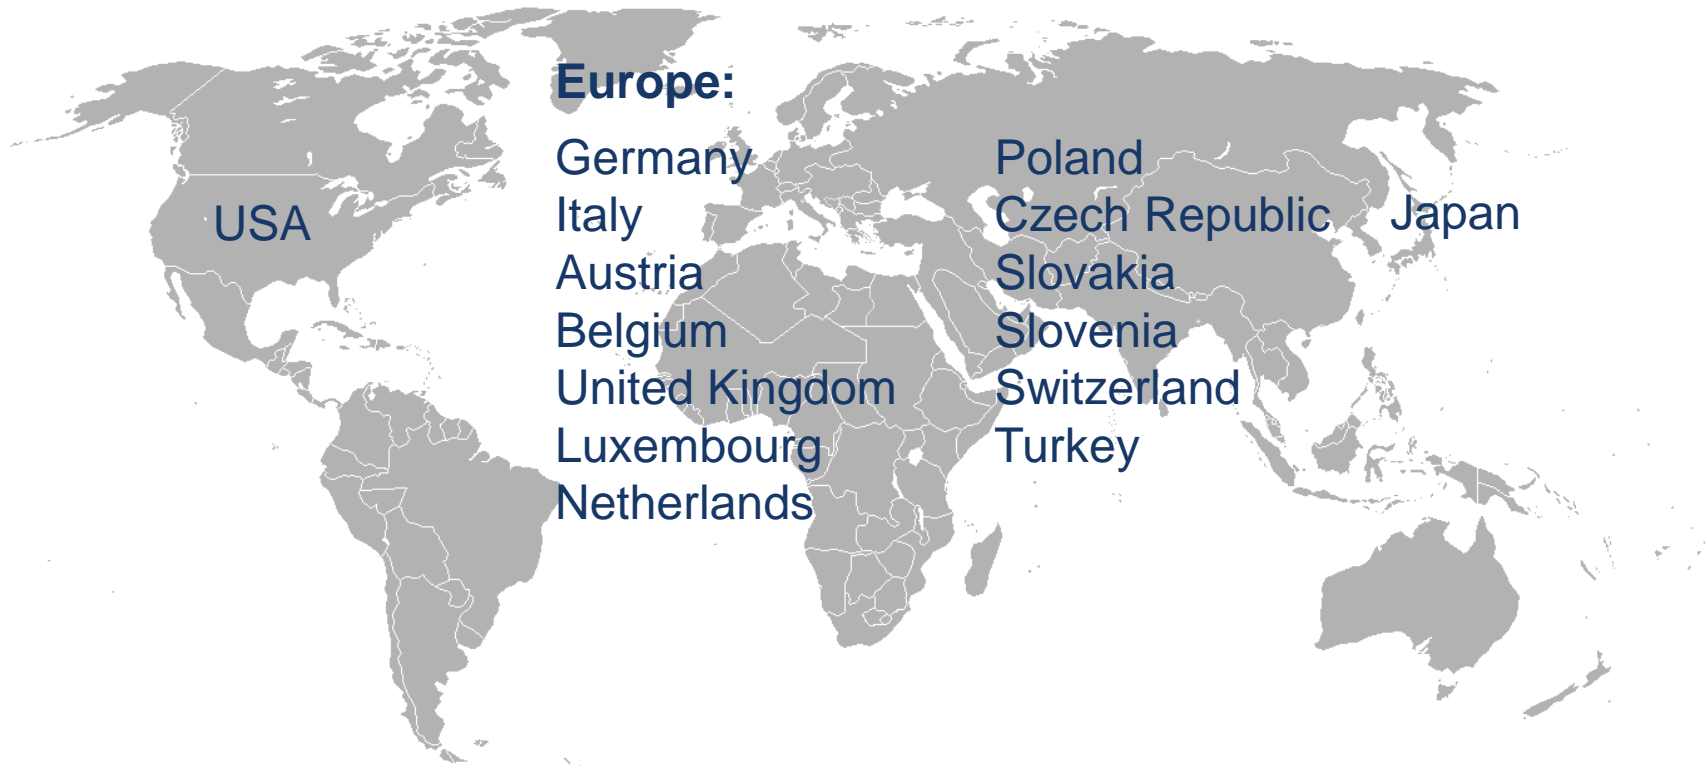 Europe:
Germany
Italy
Austria
Belgium
United Kingdom
Luxembourg
Netherlands
Poland
Czech Republic
Slovakia
Slovenia
Switzerland
Turkey
USA
Japan